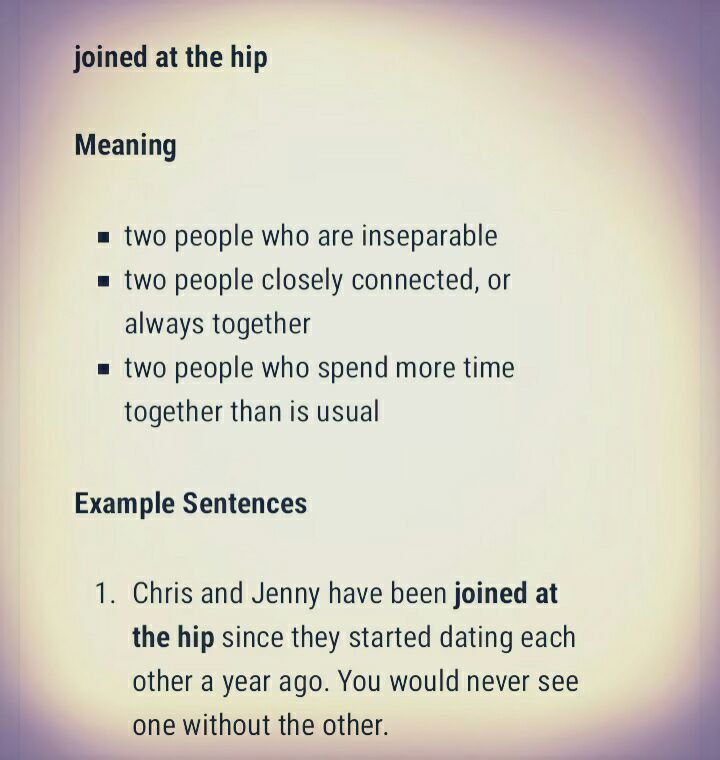 joined at the hip
Meaning
▪ two people who are inseparable
▪ two people closely connected, or
always together
▪ two people who spend more time
together than is usual
Example Sentences
1. Chris and Jenny have been joined at
the hip since they started dating each
other a year ago. You would never see
one without the other.